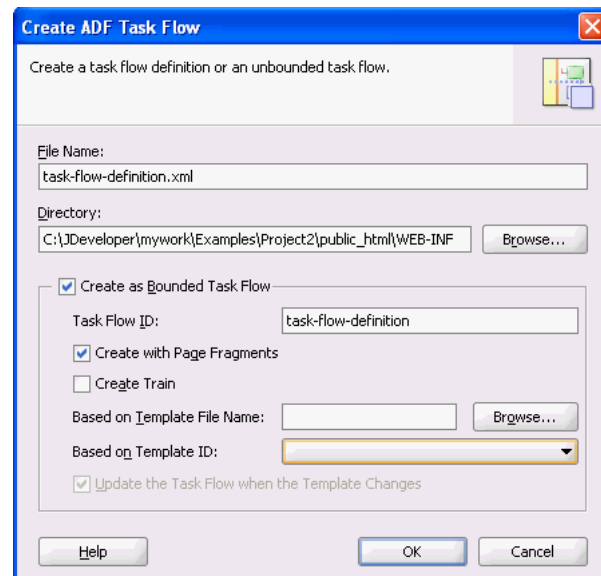 Create ADF Task Flow
Create a task flow definition or an unbounded task flow.
File Name:
task-flow-definition.xml
Directory:
C:\JDeveloper\mywork\Examples\Project2\public_html\WEB-INF
Browse...
Create as Bounded Task Flow
Task Flow ID:
task-flow-definition
Create with Page Fragments
Create Train
Based on Template File Name:
Browse...
Based on Template ID:
Update the Task Flow when the Template Changes
Help
OK
Cancel